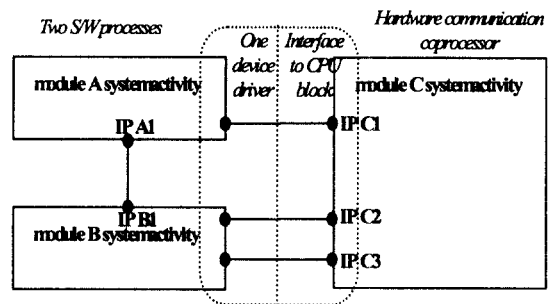 Two S/W processes
Hardware communication
coprocessor
One
device
driver
Interface
to CPU
block
module A systemactivity
module C systemactivity
IP A1
IP C1
IP B1
module B systemactivity
IP C2
IP C3